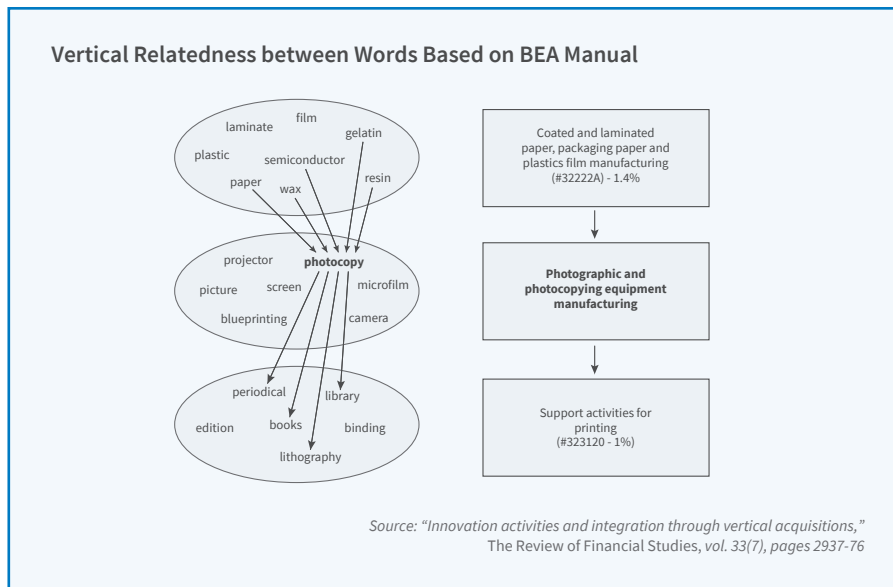 Vertical Relatedness between Words Based on BEA Manual
film
laminate
gelatin
plastic
semiconductor
paper
wax
resin
Coated and laminated
paper, packaging paper and
plastics film manufacturing
(#32222A) - 1.4%
projector
photocopy
picture
screen
microfilm
blueprinting
camera
Photographic and
photocopying equipment
manufacturing
periodical
library
edition
books
binding
lithography
Support activities for
printing
(#323120 - 1%)
Source: “Innovation activities and integration through vertical acquisitions,”
The Review of Financial Studies, vol. 33(7), pages 2937-76